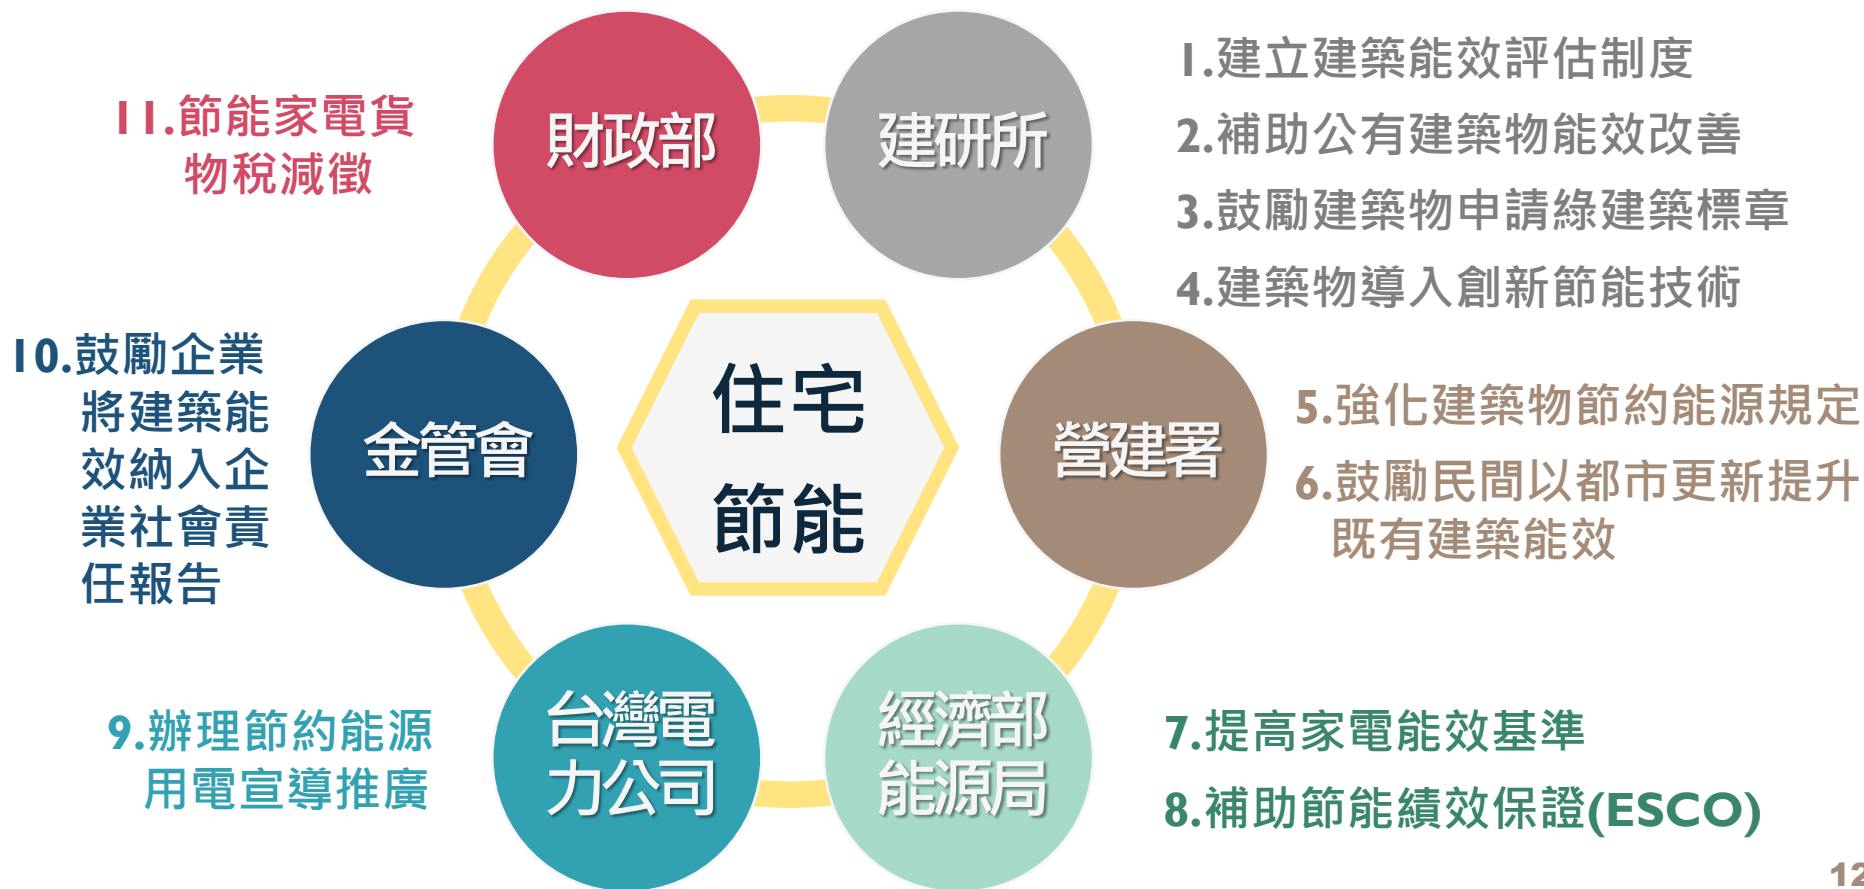 財政部
建研所
1.建立建築能效評估制度
2.補助公有建築物能效改善
3.鼓勵建築物申請綠建築標章
4.建築物導入創新節能技術
11.節能家電貨
物稅減徵
住宅
節能
營建署
5.強化建築物節約能源規定
6.鼓勵民間以都市更新提升
既有建築能效
金管會
10.鼓勵企業
將建築能
效納入企
業社會責
任報告
台灣電
力公司
9.辦理節約能源
用電宣導推廣
經濟部
能源局
7.提高家電能效基準
8.補助節能績效保證(ESCO)
12